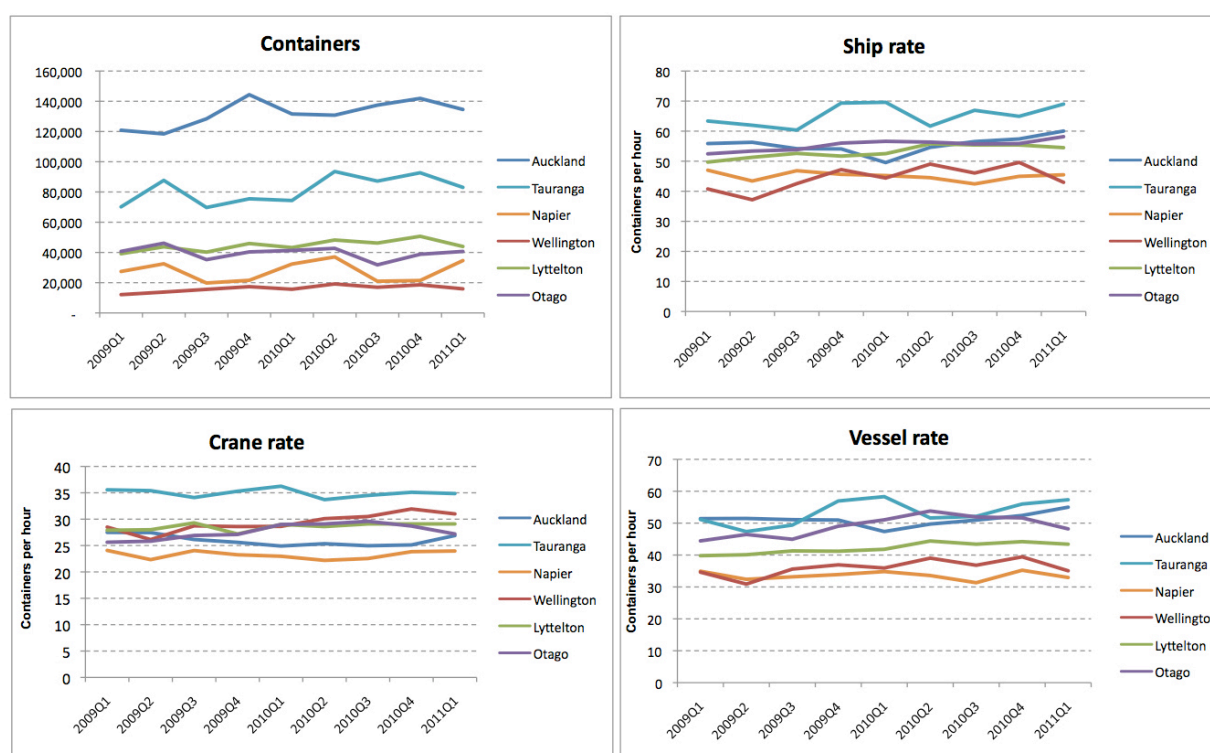 Containers
160,000
140,000
120,000
100,000
80,000
60,000
40,000
20,000
-
2009Q1
2009Q2
2009Q3
2009Q4
2010Q1
2010Q2
2010Q3
2010Q4
2011Q1
Auckland
Tauranga
Napier
Wellington
Lyttelton
Otago
Ship rate
Containers per hour
80
70
60
50
40
30
20
10
0
2009Q1
2009Q2
2009Q3
2009Q4
2010Q1
2010Q2
2010Q3
2010Q4
2011Q1
Auckland
Tauranga
Napier
Wellington
Lyttelton
Otago
Crane rate
Containers per hour
40
35
30
25
20
15
10
5
0
2009Q1
2009Q2
2009Q3
2009Q4
2010Q1
2010Q2
2010Q3
2010Q4
2011Q1
Auckland
Tauranga
Napier
Wellington
Lyttelton
Otago
Vessel rate
Containers per hour
70
60
50
40
30
20
10
0
2009Q1
2009Q2
2009Q3
2009Q4
2010Q1
2010Q2
2010Q3
2010Q4
2011Q1
Auckland
Tauranga
Napier
Wellingto
Lyttelton
Otago